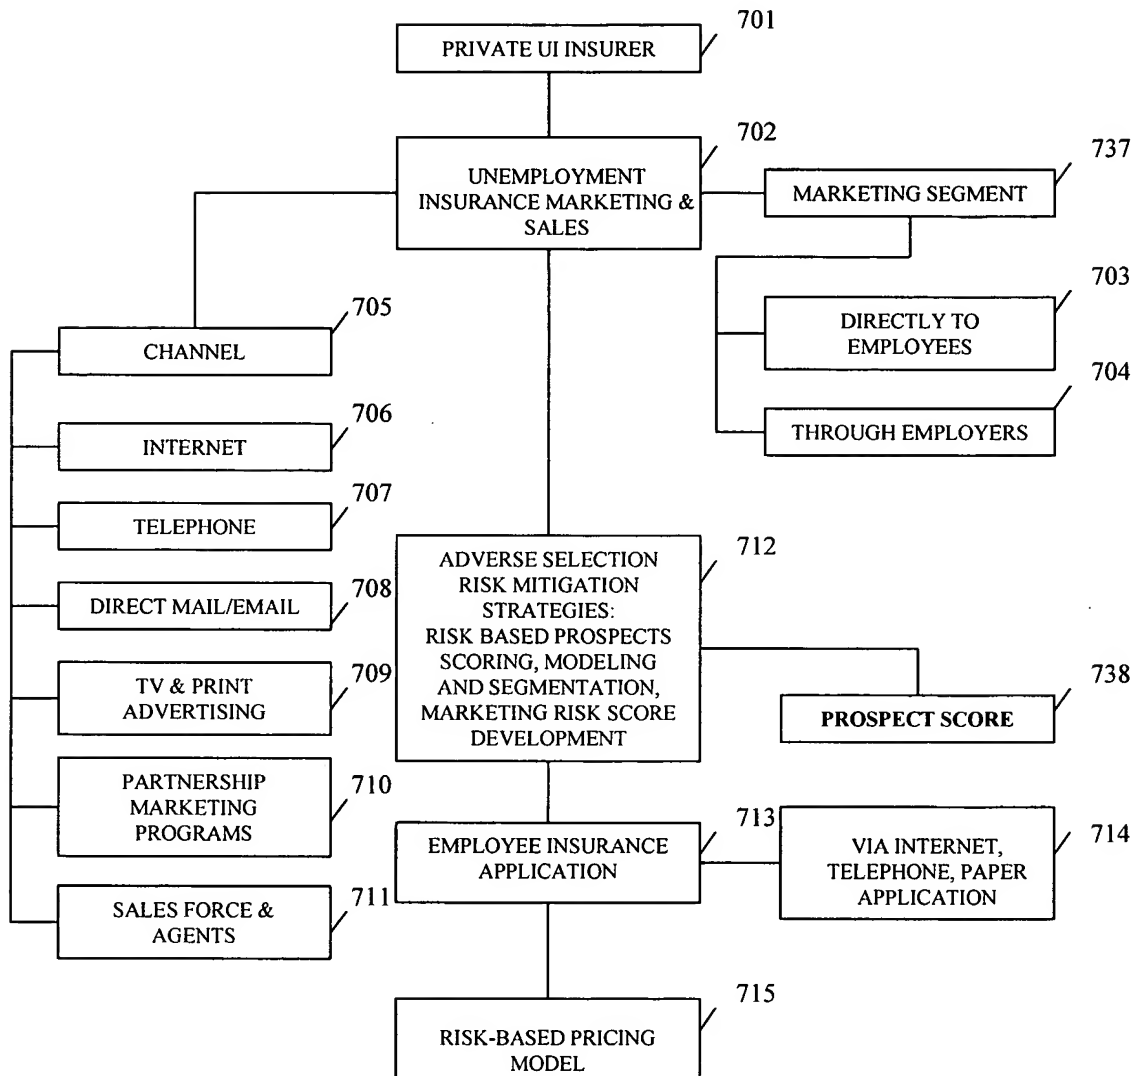 701
PRIVATE UI INSURER
702
UNEMPLOYMENT
INSURANCE MARKETING &
SALES
737
MARKETING SEGMENT
703
DIRECTLY TO
EMPLOYEES
704
THROUGH EMPLOYERS
705
CHANNEL
706
INTERNET
707
TELEPHONE
708
DIRECT MAIL/EMAIL
709
TV & PRINT
ADVERTISING
710
PARTNERSHIP
MARKETING
PROGRAMS
711
SALES FORCE &
AGENTS
712
ADVERSE SELECTION
RISK MITIGATION
STRATEGIES:
RISK BASED PROSPECTS
SCORING, MODELING
AND SEGMENTATION,
MARKETING RISK SCORE
DEVELOPMENT
738
PROSPECT SCORE
713
EMPLOYEE INSURANCE
APPLICATION
714
VIA INTERNET,
TELEPHONE, PAPER
APPLICATION
715
RISK-BASED PRICING
MODEL